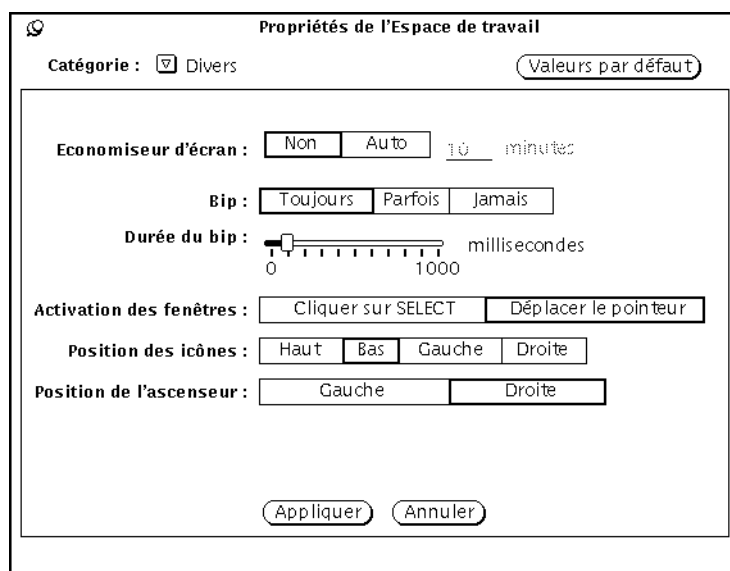 Propriétés de l'Espace de travail
Catégorie : Divers Valeurs par défaut
Economiseur d'écran : Non Auto 10 minutes
Bip : Toujours Parfois Jamais
Durée du bip : millisecondes
0 1000
Activation des fenêtres : Cliquer sur SELECT Déplacer le pointeur
Position des icônes : Haut Bas Gauche Droite
Position de l'ascenseur : Gauche Droite
Appliquer Annuler